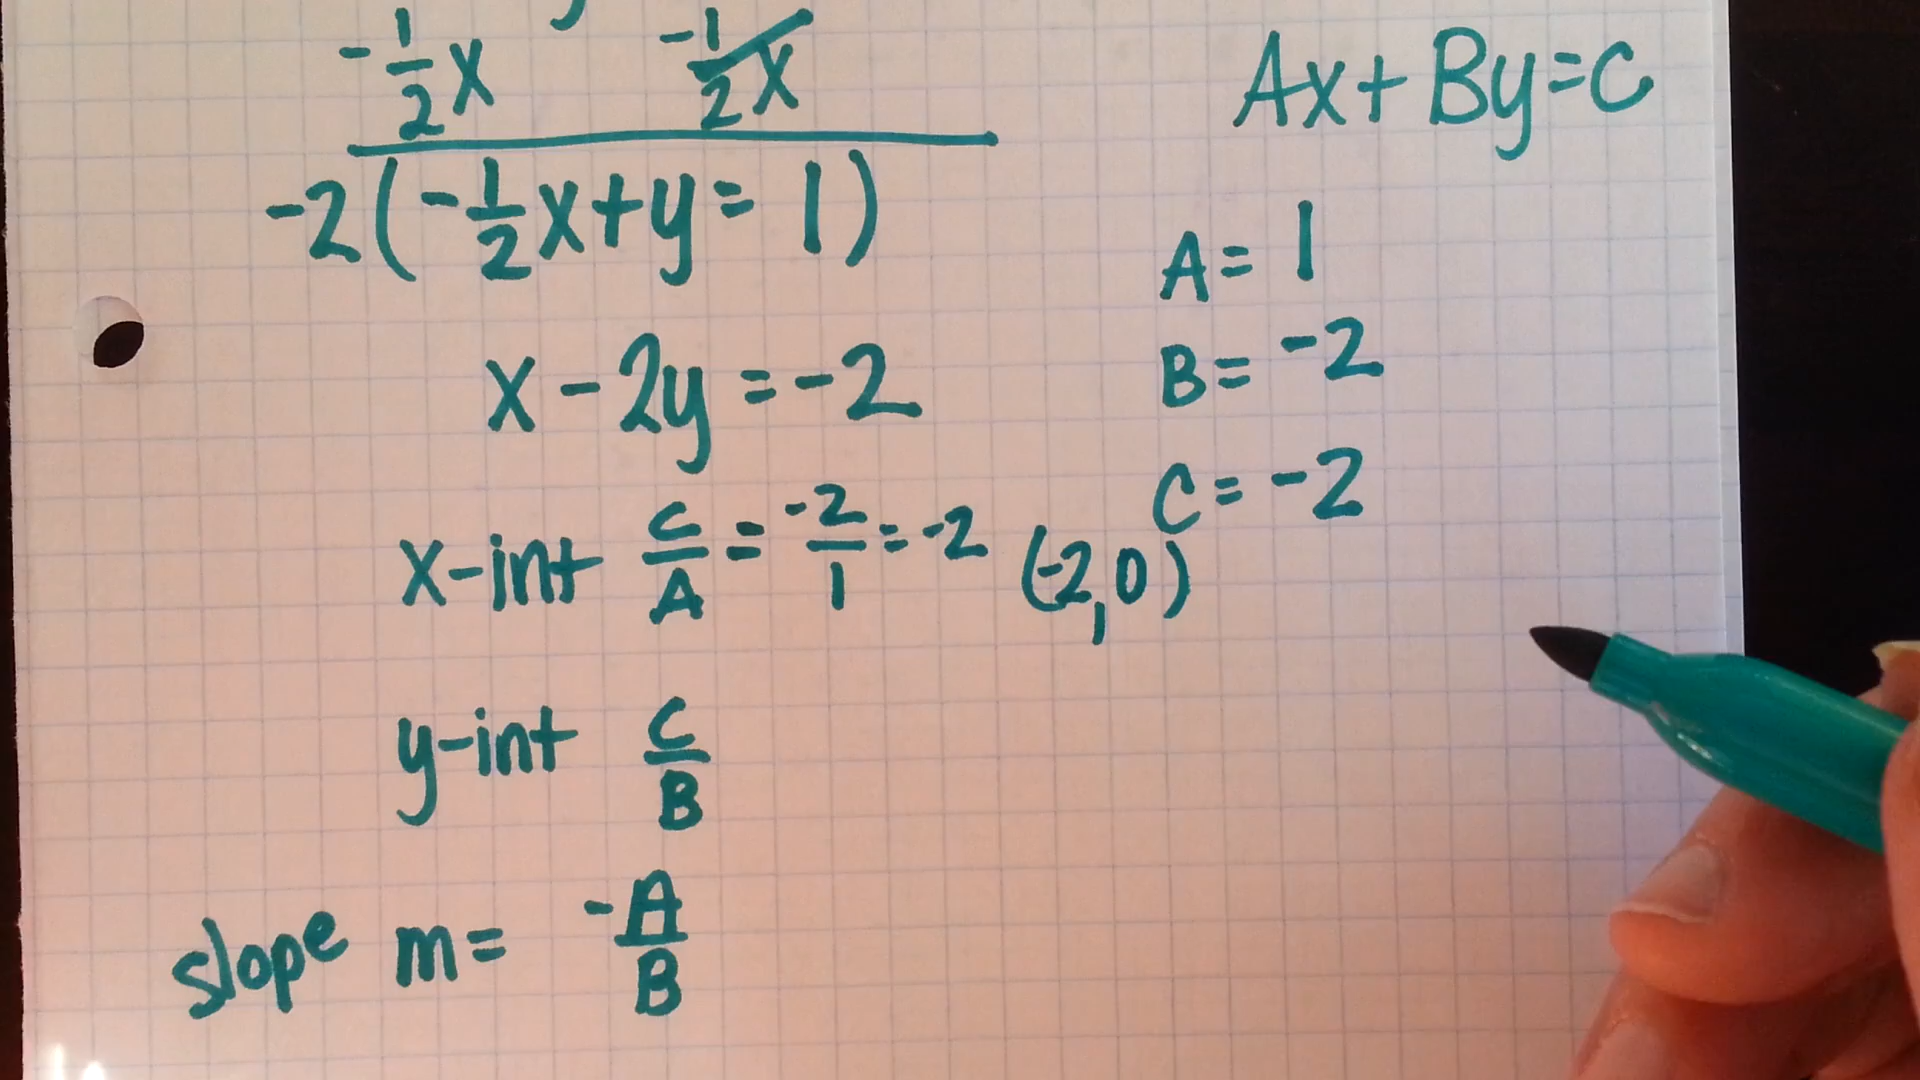 -1/2x -1/2x
Ax+By=C
-2(-1/2x+y=1)
A=1
x-2y=-2
B=-2
C=-2
x-int C/A=-2/1=-2 (-2,0)
y-int C/B
slope m= -A/B